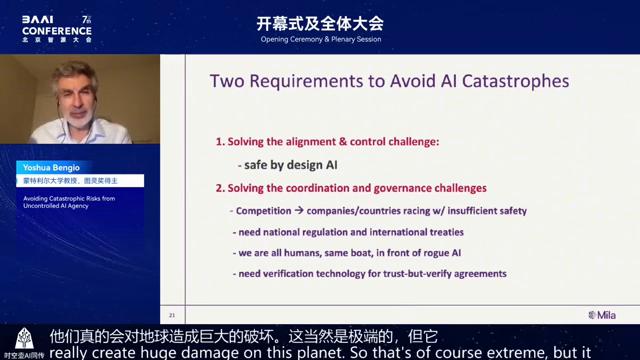 BAAI
CONFERENCE
北京智源大会
7th
开幕式及全体大会
Opening Ceremony & Plenary Session
Yoshua Bengio
蒙特利尔大学教授、图灵奖得主
Avoiding Catastrophic Risks from
Uncontrolled AI Agency
Two Requirements to Avoid AI Catastrophes
1. Solving the alignment & control challenge:
- safe by design AI
2. Solving the coordination and governance challenges
- Competition → companies/countries racing w/ insufficient safety
- need national regulation and international treaties
- we are all humans, same boat, in front of rogue AI
- need verification technology for trust-but-verify agreements
21
Mila
时空壶AI同传
他们真的会对地球造成巨大的破坏。这当然是极端的，但它
really create huge damage on this planet. So that's of course extreme, but it